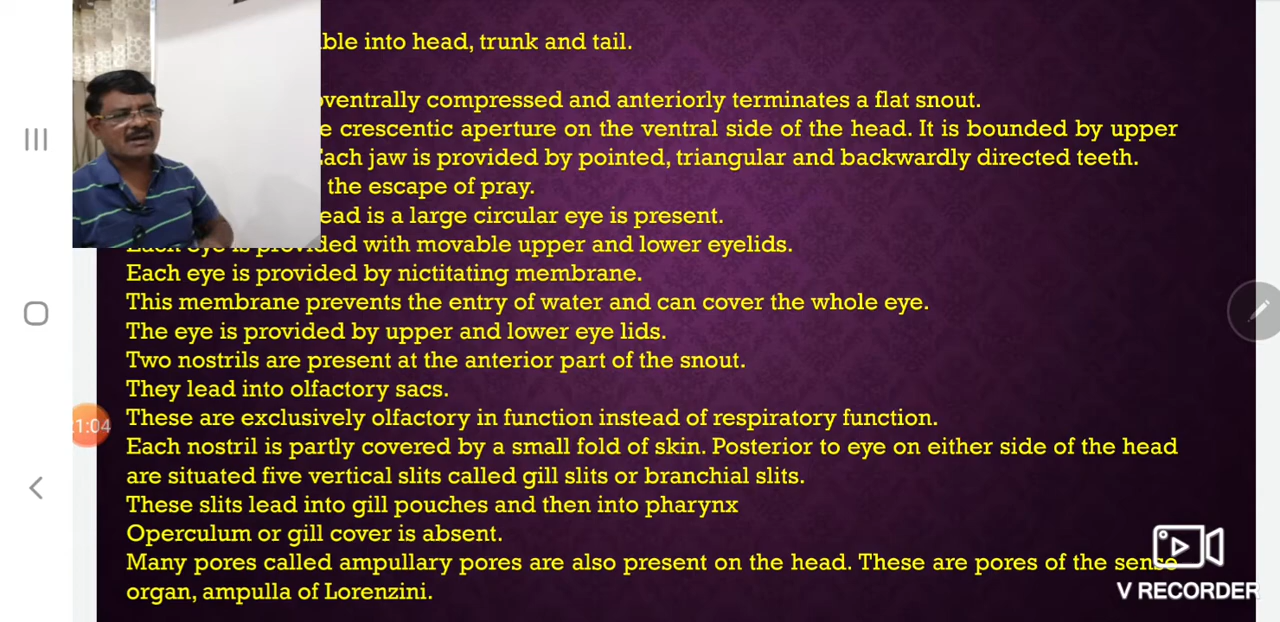 ble into head, trunk and tail.
ventrally compressed and anteriorly terminates a flat snout.
e crescentic aperture on the ventral side of the head. It is bounded by upper
Each jaw is provided by pointed, triangular and backwardly directed teeth.
the escape of pray.
ead is a large circular eye is present.
Each eye is provided with movable upper and lower eyelids.
Each eye is provided by nictitating membrane.
This membrane prevents the entry of water and can cover the whole eye.
The eye is provided by upper and lower eye lids.
Two nostrils are present at the anterior part of the snout.
They lead into olfactory sacs.
:1:04
These are exclusively olfactory in function instead of respiratory function.
Each nostril is partly covered by a small fold of skin. Posterior to eye on either side of the head
are situated five vertical slits called gill slits or branchial slits.
These slits lead into gill pouches and then into pharynx
Operculum or gill cover is absent.
Many pores called ampullary pores are also present on the head. These are pores of the sense
organ, ampulla of Lorenzini.
V RECORDER